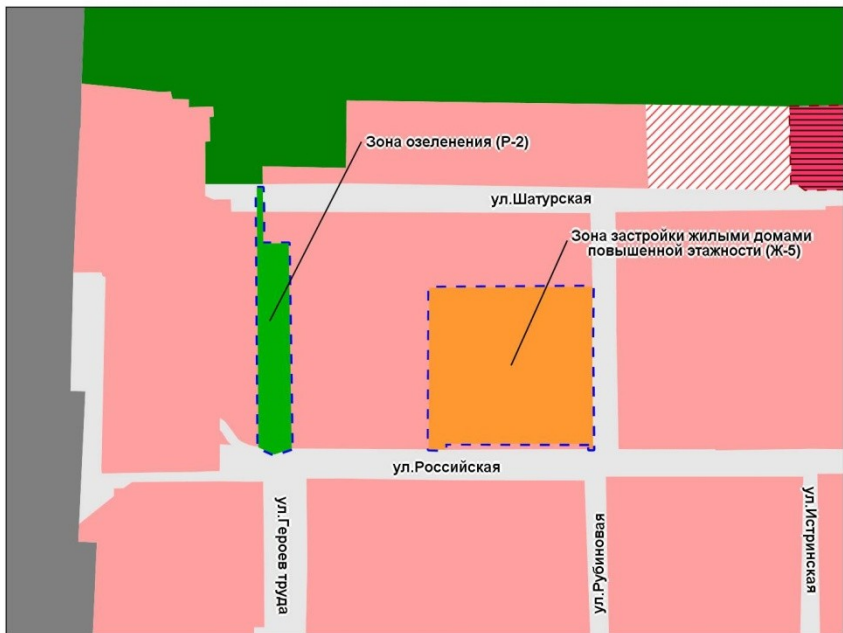 Зона озеленения (Р-2)
ул.Шатурская
Зона застройки жилыми домами
повышенной этажности (Ж-5)
ул.Российская
ул.Героев труда
ул.Рубиновая
ул.Истринская